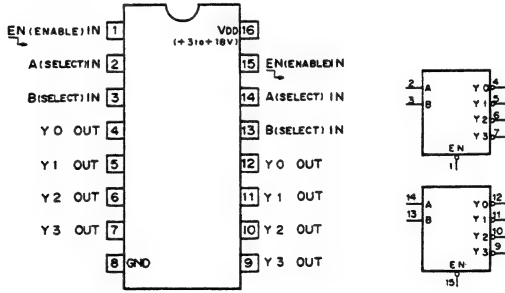 EN(ENABLE)IN 1
A(SELECT)IN 2
B(SELECT)IN 3
Y0 OUT 4
Y1 OUT 5
Y2 OUT 6
Y3 OUT 7
8 GND
VDD 16
(+3 to +18V)
15 EN(ENABLE)IN
14 A(SELECT) IN
13 B(SELECT) IN
12 Y0 OUT
11 Y1 OUT
10 Y2 OUT
9 Y3 OUT
2 A Y0 4
3 B Y1 5
Y2 6
Y3 7
EN
1
14 A Y0 12
13 B Y1 11
Y2 10
Y3 9
EN
15